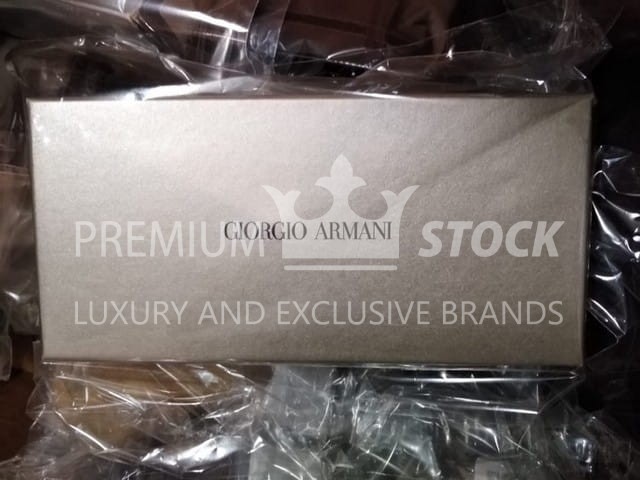 GIORGIO ARMANI
PREMIUM STOCK
LUXURY AND EXCLUSIVE BRANDS